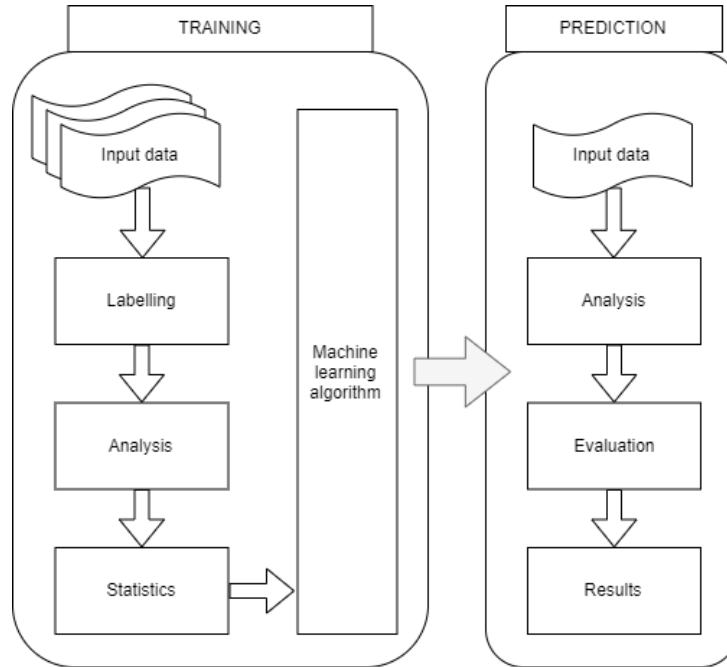 TRAINING
Input data
Labelling
Analysis
Statistics
Machine
learning
algorithm
PREDICTION
Input data
Analysis
Evaluation
Results